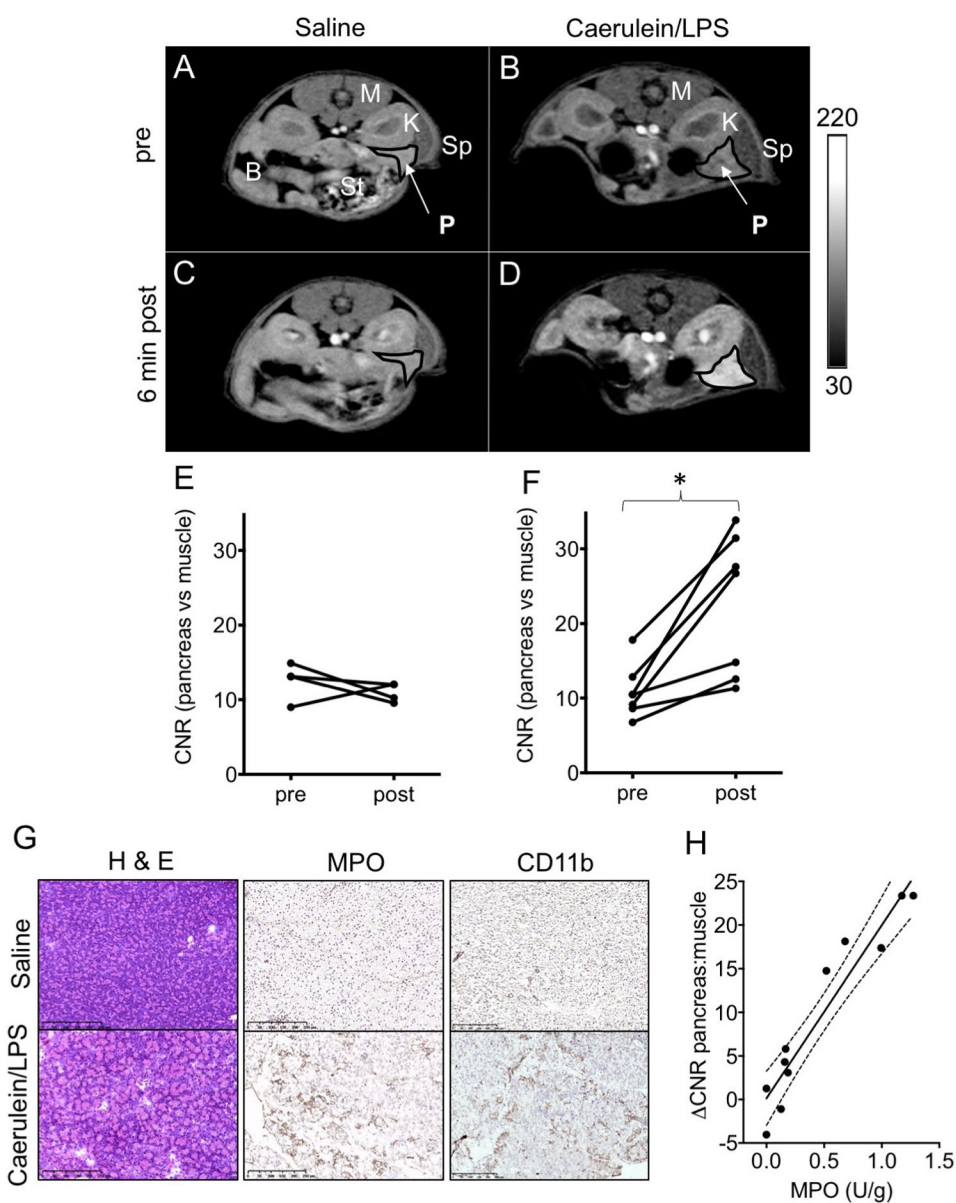 Saline
Caerulein/LPS
pre
A
M
K
Sp
B
St
P
B
M
K
Sp
P
220
30
6 min post
C
D
E
CNR (pancreas vs muscle)
30
20
10
0
pre
post
F
*
CNR (pancreas vs muscle)
30
20
10
0
pre
post
G
H & E
MPO
CD11b
Saline
Caerulein/LPS
H
ΔCNR pancreas:muscle
25
20
15
10
5
0
-5
0.0
0.5
1.0
1.5
MPO (U/g)